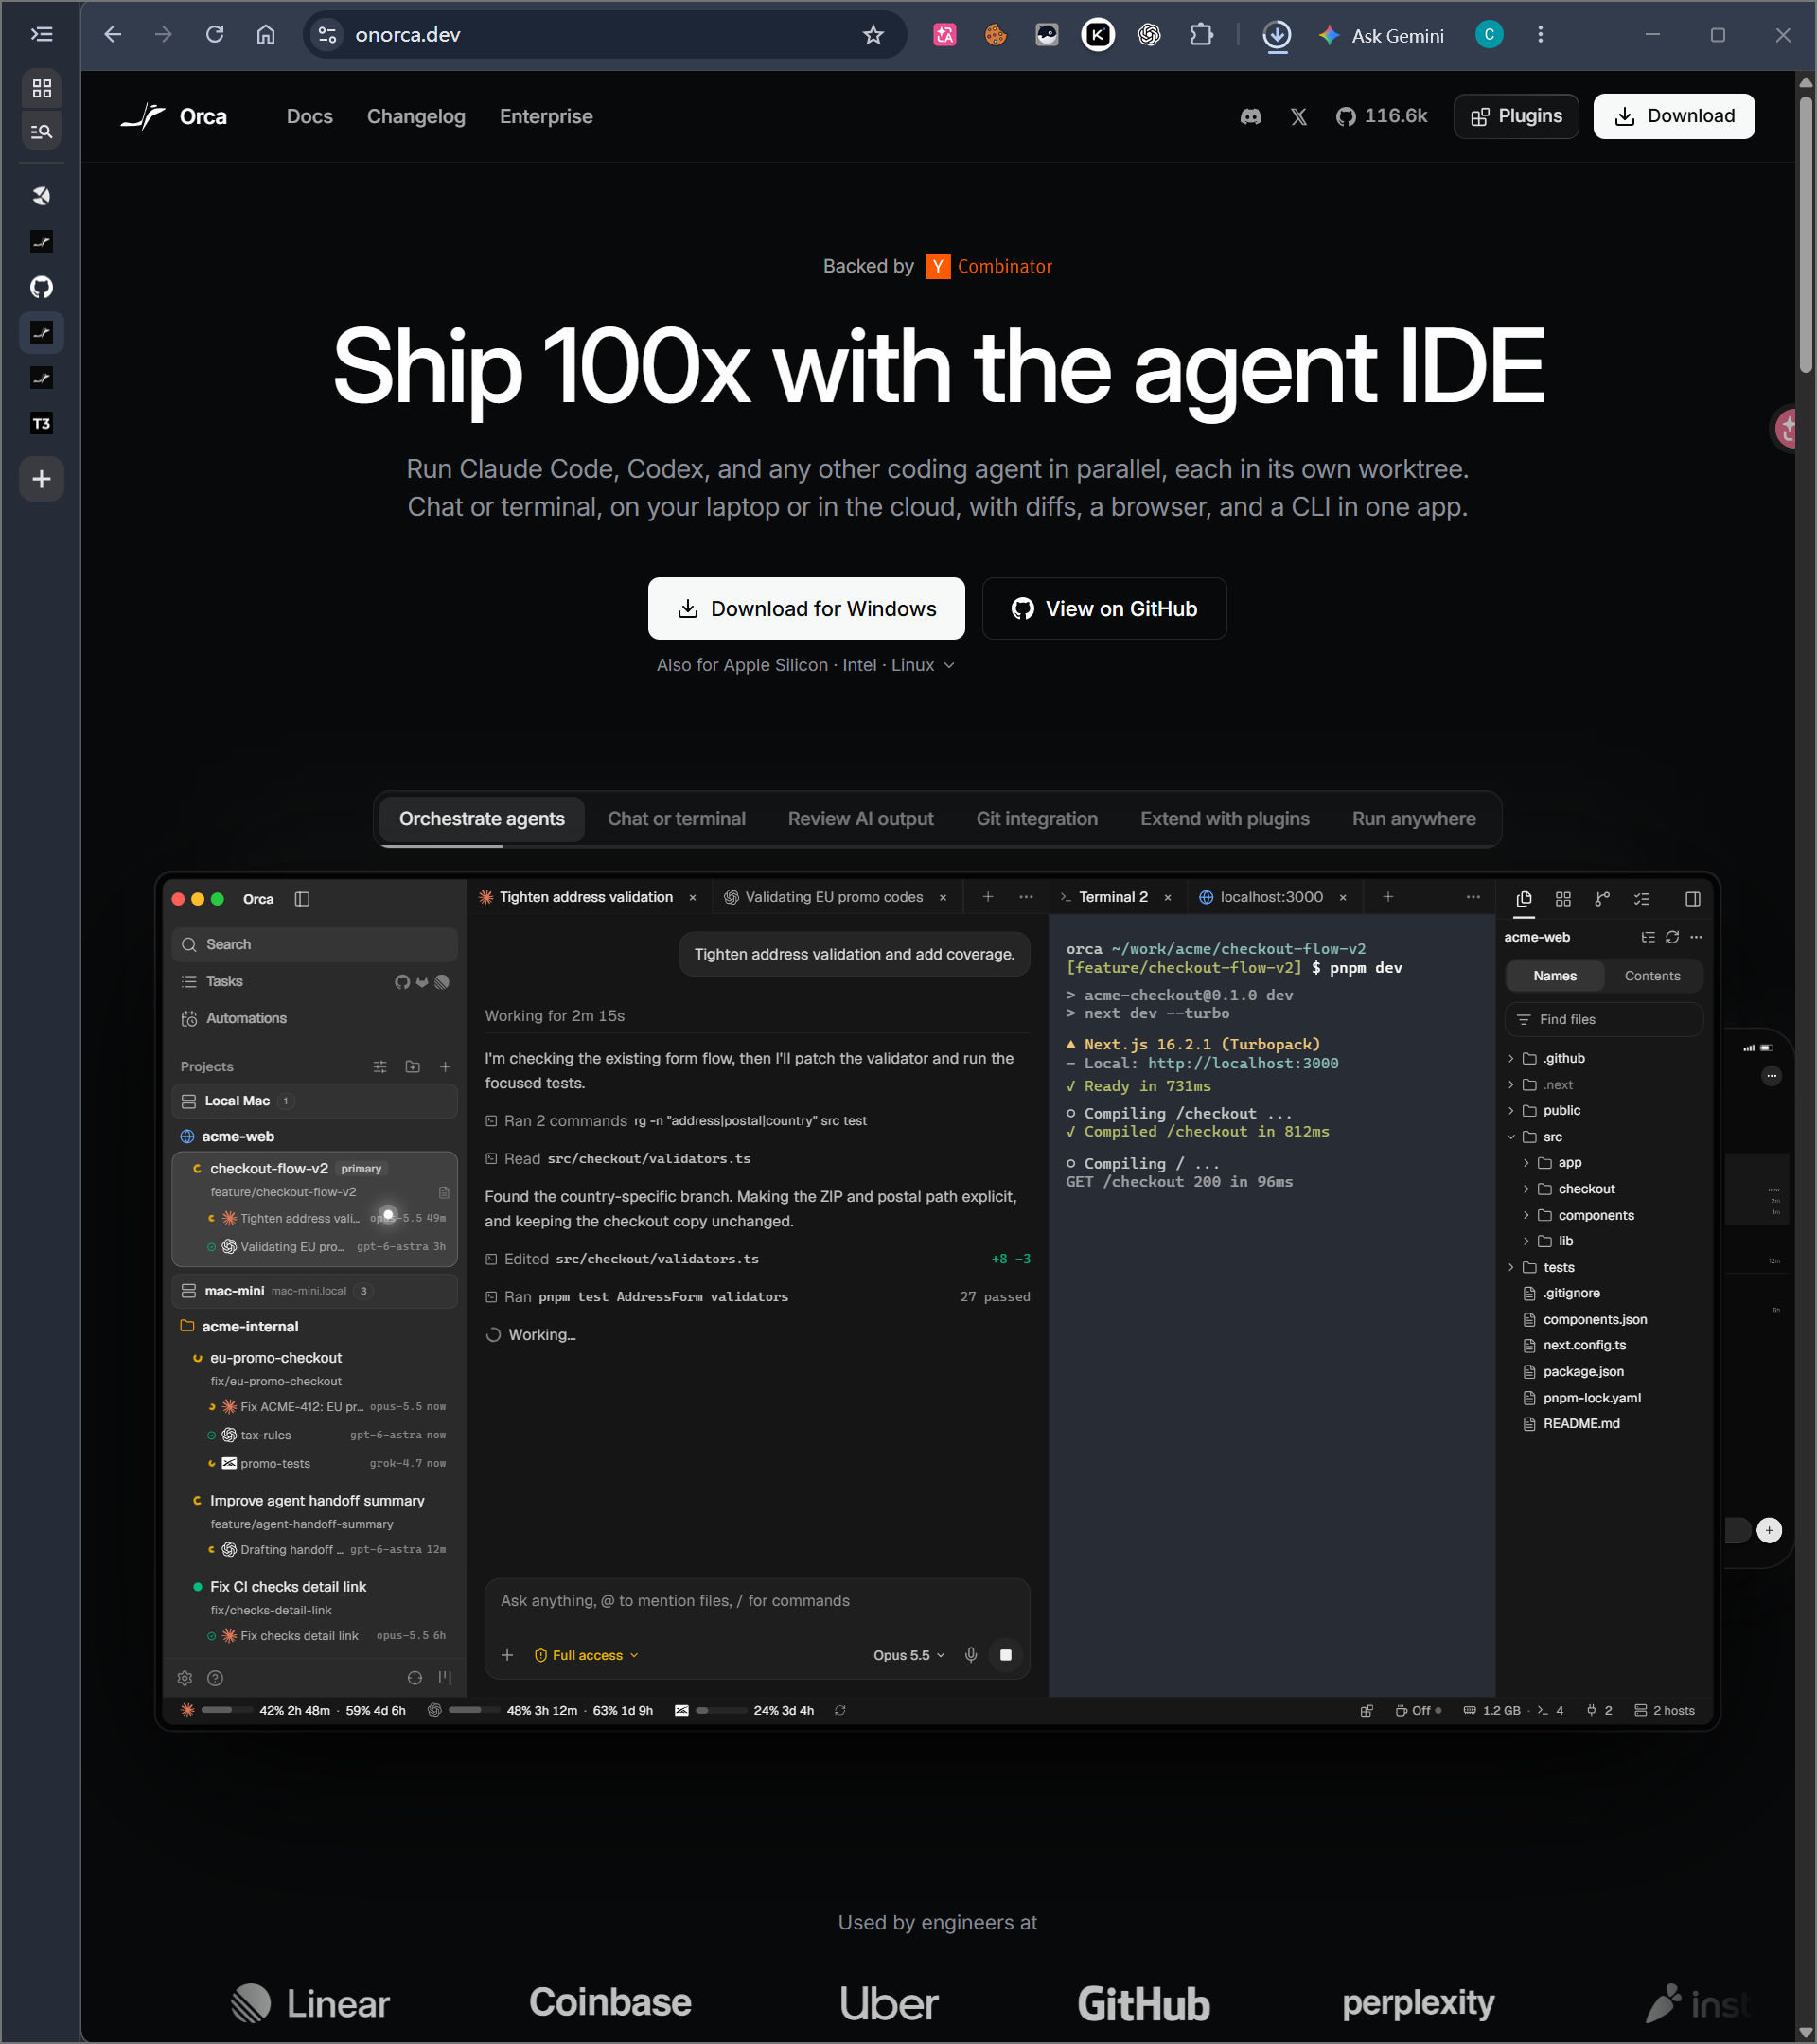 onorca.dev
Ask Gemini
C
Orca
Docs
Changelog
Enterprise
116.6k
Plugins
Download
T3
Backed by Y Combinator
Ship 100x with the agent IDE
Run Claude Code, Codex, and any other coding agent in parallel, each in its own worktree.
Chat or terminal, on your laptop or in the cloud, with diffs, a browser, and a CLI in one app.
Download for Windows
View on GitHub
Also for Apple Silicon · Intel · Linux
Orchestrate agents
Chat or terminal
Review AI output
Git integration
Extend with plugins
Run anywhere
Orca
Search
Tasks
Automations
Projects
Local Mac 1
acme-web
checkout-flow-v2 primary
feature/checkout-flow-v2
Tighten address vali... 5.5 49m
Validating EU pro... gpt-6-astra 3h
mac-mini mac-mini.local 3
acme-internal
eu-promo-checkout
fix/eu-promo-checkout
Fix ACME-412: EU pr... opus-5.5 now
tax-rules gpt-6-astra now
promo-tests grok-4.7 now
Improve agent handoff summary
feature/agent-handoff-summary
Drafting handoff ... gpt-6-astra 12m
Fix CI checks detail link
fix/checks-detail-link
Fix checks detail link opus-5.5 6h
Tighten address validation
Validating EU promo codes
Tighten address validation and add coverage.
Working for 2m 15s
I'm checking the existing form flow, then I'll patch the validator and run the
focused tests.
Ran 2 commands rg -n "address|postal|country" src test
Read src/checkout/validators.ts
Found the country-specific branch. Making the ZIP and postal path explicit,
and keeping the checkout copy unchanged.
Edited src/checkout/validators.ts +8 -3
Ran pnpm test AddressForm validators 27 passed
Working...
Ask anything, @ to mention files, / for commands
Full access
Opus 5.5
Terminal 2
localhost:3000
orca ~/work/acme/checkout-flow-v2
[feature/checkout-flow-v2] $ pnpm dev
> acme-checkout@0.1.0 dev
> next dev --turbo
▲ Next.js 16.2.1 (Turbopack)
– Local: http://localhost:3000
✓ Ready in 731ms
○ Compiling /checkout ...
✓ Compiled /checkout in 812ms
○ Compiling / ...
GET /checkout 200 in 96ms
acme-web
Names
Contents
Find files
.github
.next
public
src
app
checkout
components
lib
tests
.gitignore
components.json
next.config.ts
package.json
pnpm-lock.yaml
README.md
42% 2h 48m · 59% 4d 6h
48% 3h 12m · 63% 1d 9h
24% 3d 4h
Off
1.2 GB · 4
2
2 hosts
Used by engineers at
Linear
Coinbase
Uber
GitHub
perplexity
inst